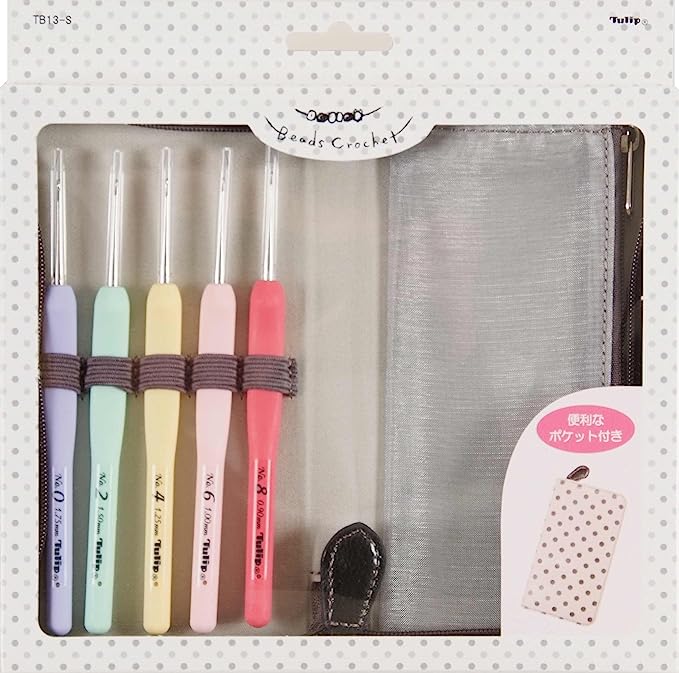 TB13-S
Tulip®
Beads Crochet
便利な
ポケット付き
No. 0 1.75mm Tulip®
No. 2 1.50mm Tulip®
No. 4 1.25mm Tulip®
No. 6 1.00mm Tulip®
No. 8 0.90mm Tulip®